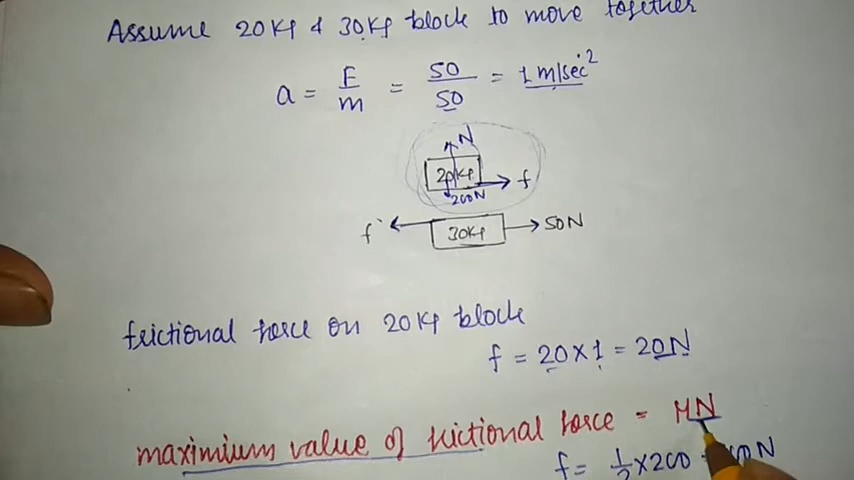 Assume 20Kg & 30Kg block to move together
a = F/m = 50/50 = 1 m/sec²
N
20Kg
f
200N
f
30Kg
50N
frictional force on 20Kg block
f = 20 × 1 = 20N
maximium value of frictional force = μN
f = 1/2 × 200